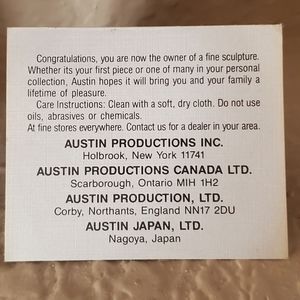 Congratulations, you are now the owner of a fine sculpture.
Whether its your first piece or one of many in your personal
collection, Austin hopes it will bring you and your family a
lifetime of pleasure.
Care Instructions: Clean with a soft, dry cloth. Do not use
oils, abrasives or chemicals.
At fine stores everywhere. Contact us for a dealer in your area.
AUSTIN PRODUCTIONS INC.
Holbrook, New York 11741
AUSTIN PRODUCTIONS CANADA LTD.
Scarborough, Ontario MIH 1H2
AUSTIN PRODUCTION, LTD.
Corby, Northants, England NN17 2DU
AUSTIN JAPAN, LTD.
Nagoya, Japan